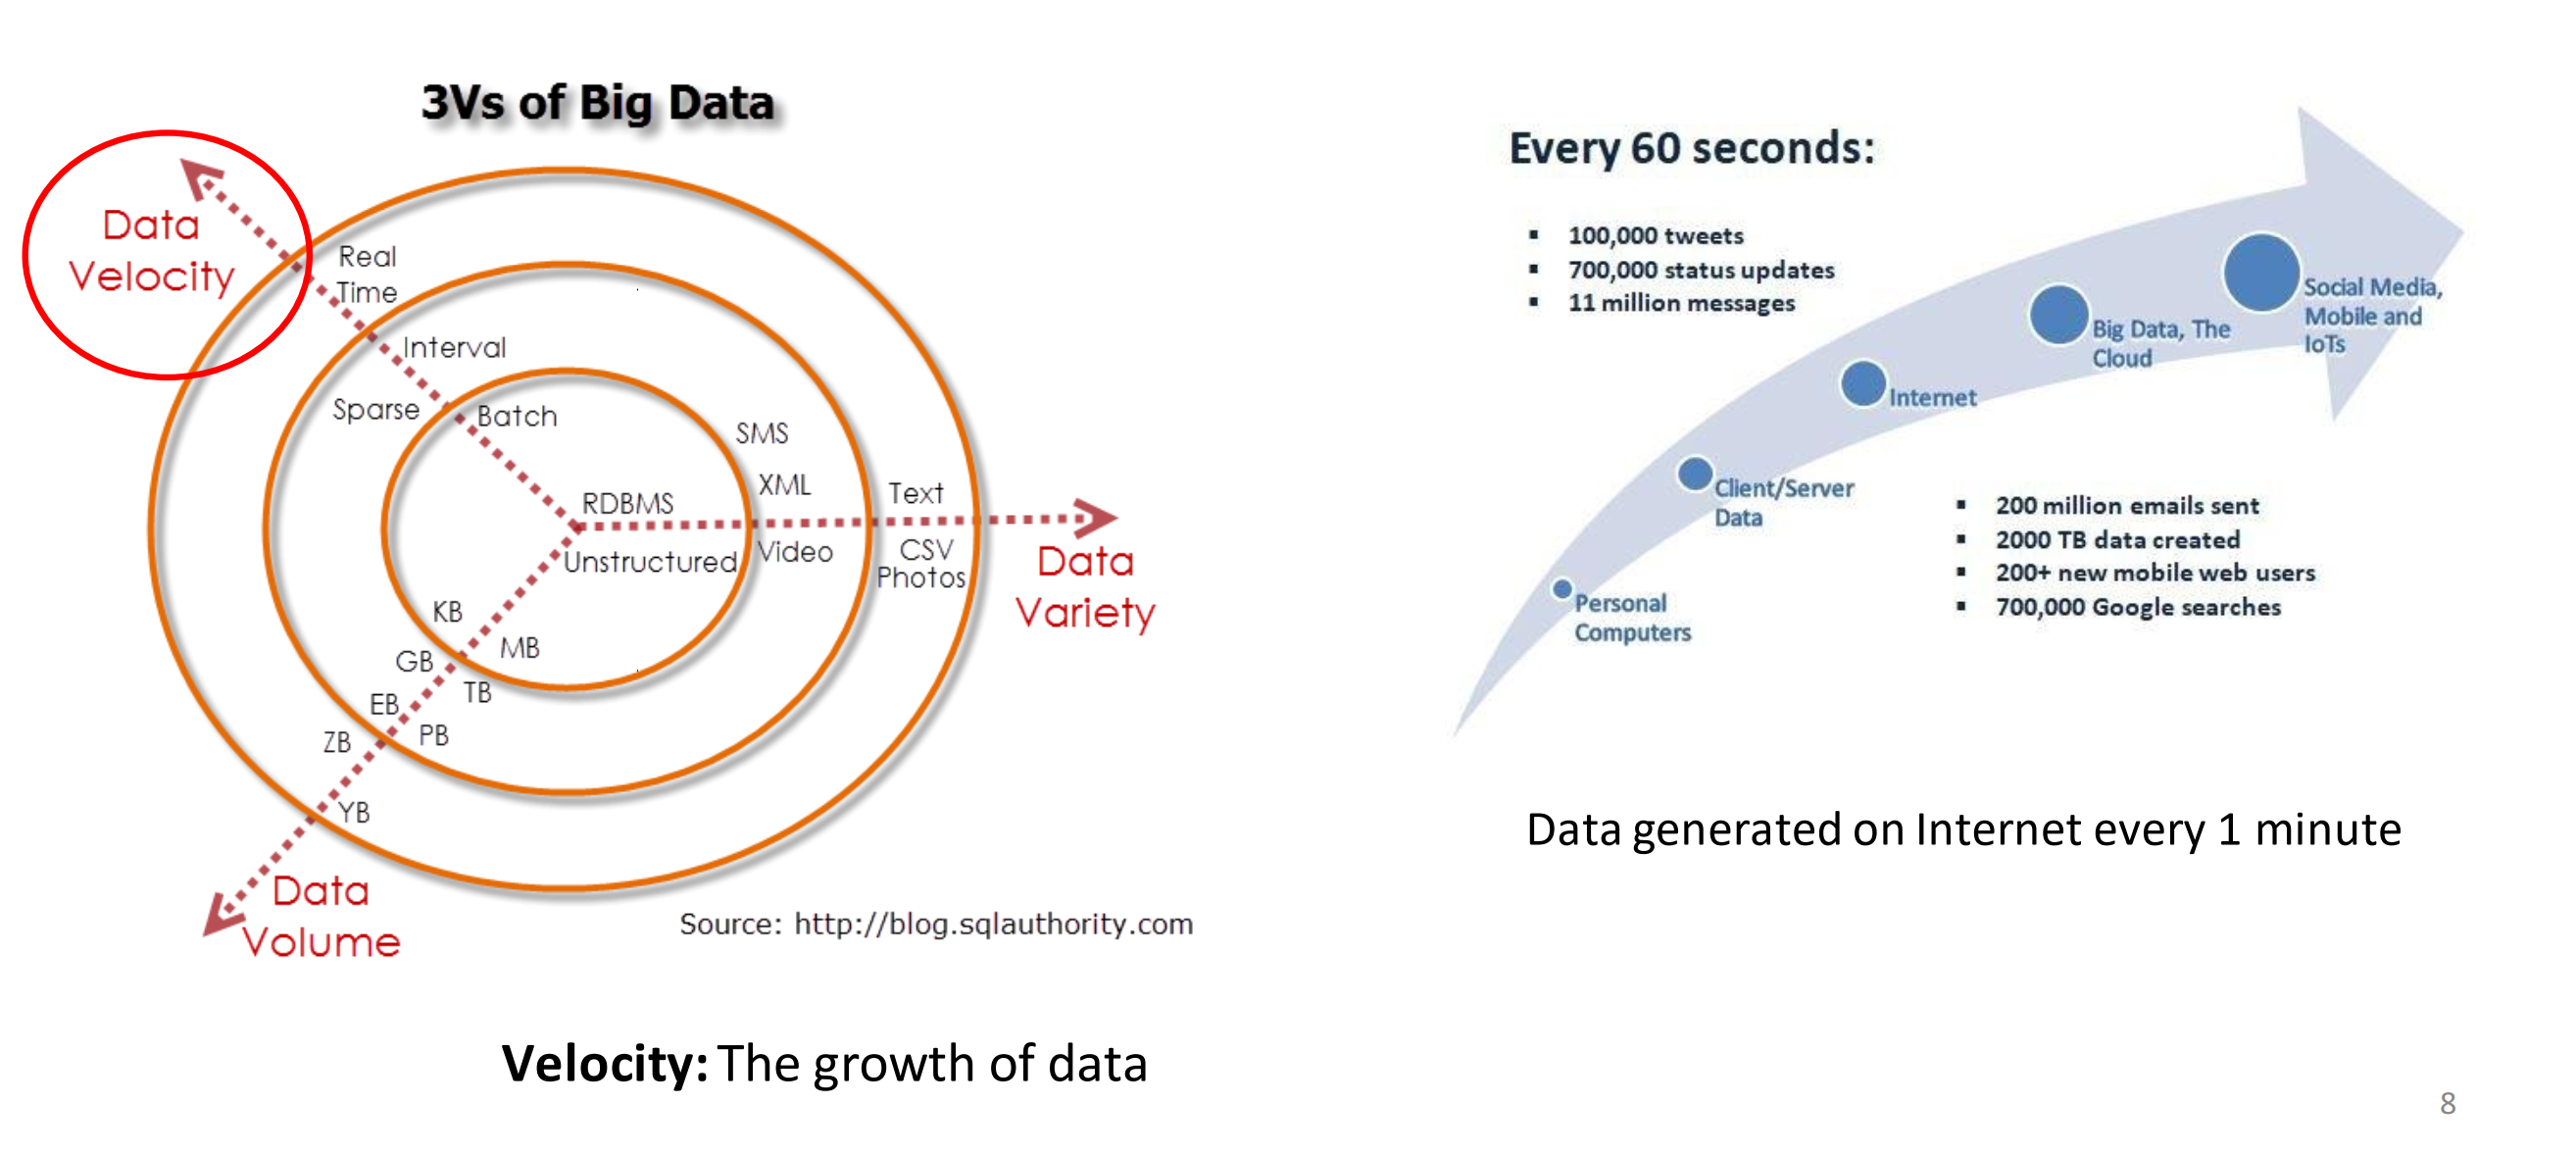 3Vs of Big Data
Data
Velocity
Real
Time
Interval
Sparse
Batch
SMS
XML
Text
RDBMS
Unstructured
Video
CSV
Photos
Data
Variety
KB
MB
GB
TB
EB
PB
ZB
YB
Data
Volume
Source: http://blog.sqlauthority.com
Velocity: The growth of data
Every 60 seconds:
▪ 100,000 tweets
▪ 700,000 status updates
▪ 11 million messages
Social Media,
Mobile and
IoTs
Big Data, The
Cloud
Internet
Client/Server
Data
Personal
Computers
▪ 200 million emails sent
▪ 2000 TB data created
▪ 200+ new mobile web users
▪ 700,000 Google searches
Data generated on Internet every 1 minute
8